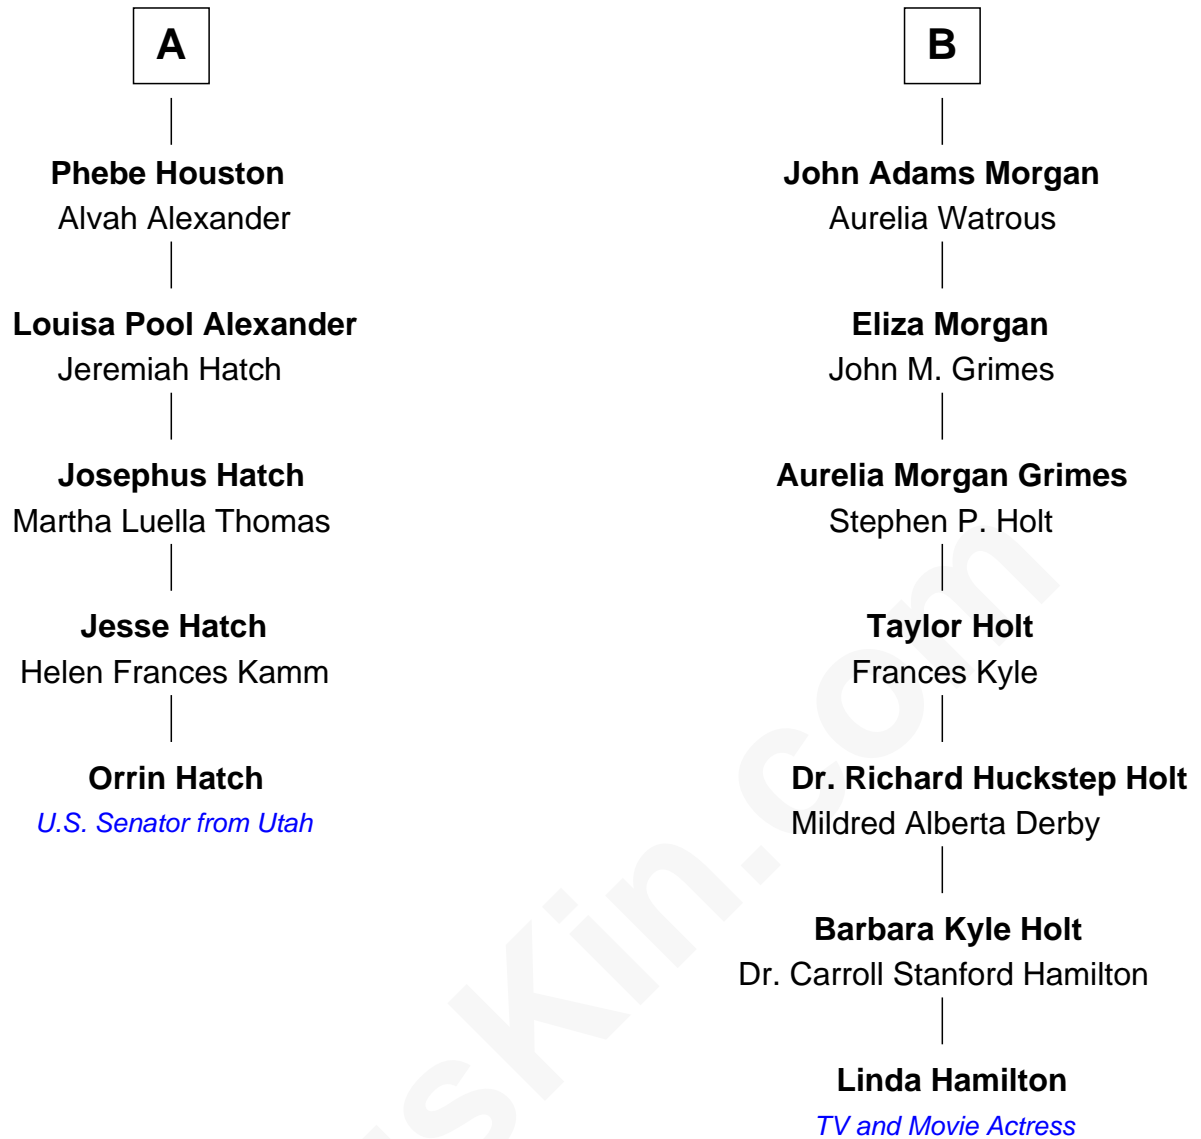 A
Phebe Houston
Alvah Alexander
Louisa Pool Alexander
Jeremiah Hatch
Josephus Hatch
Martha Luella Thomas
Jesse Hatch
Helen Frances Kamm
Orrin Hatch
U.S. Senator from Utah
B
John Adams Morgan
Aurelia Watrous
Eliza Morgan
John M. Grimes
Aurelia Morgan Grimes
Stephen P. Holt
Taylor Holt
Frances Kyle
Dr. Richard Huckstep Holt
Mildred Alberta Derby
Barbara Kyle Holt
Dr. Carroll Stanford Hamilton
Linda Hamilton
TV and Movie Actress
sKin.com